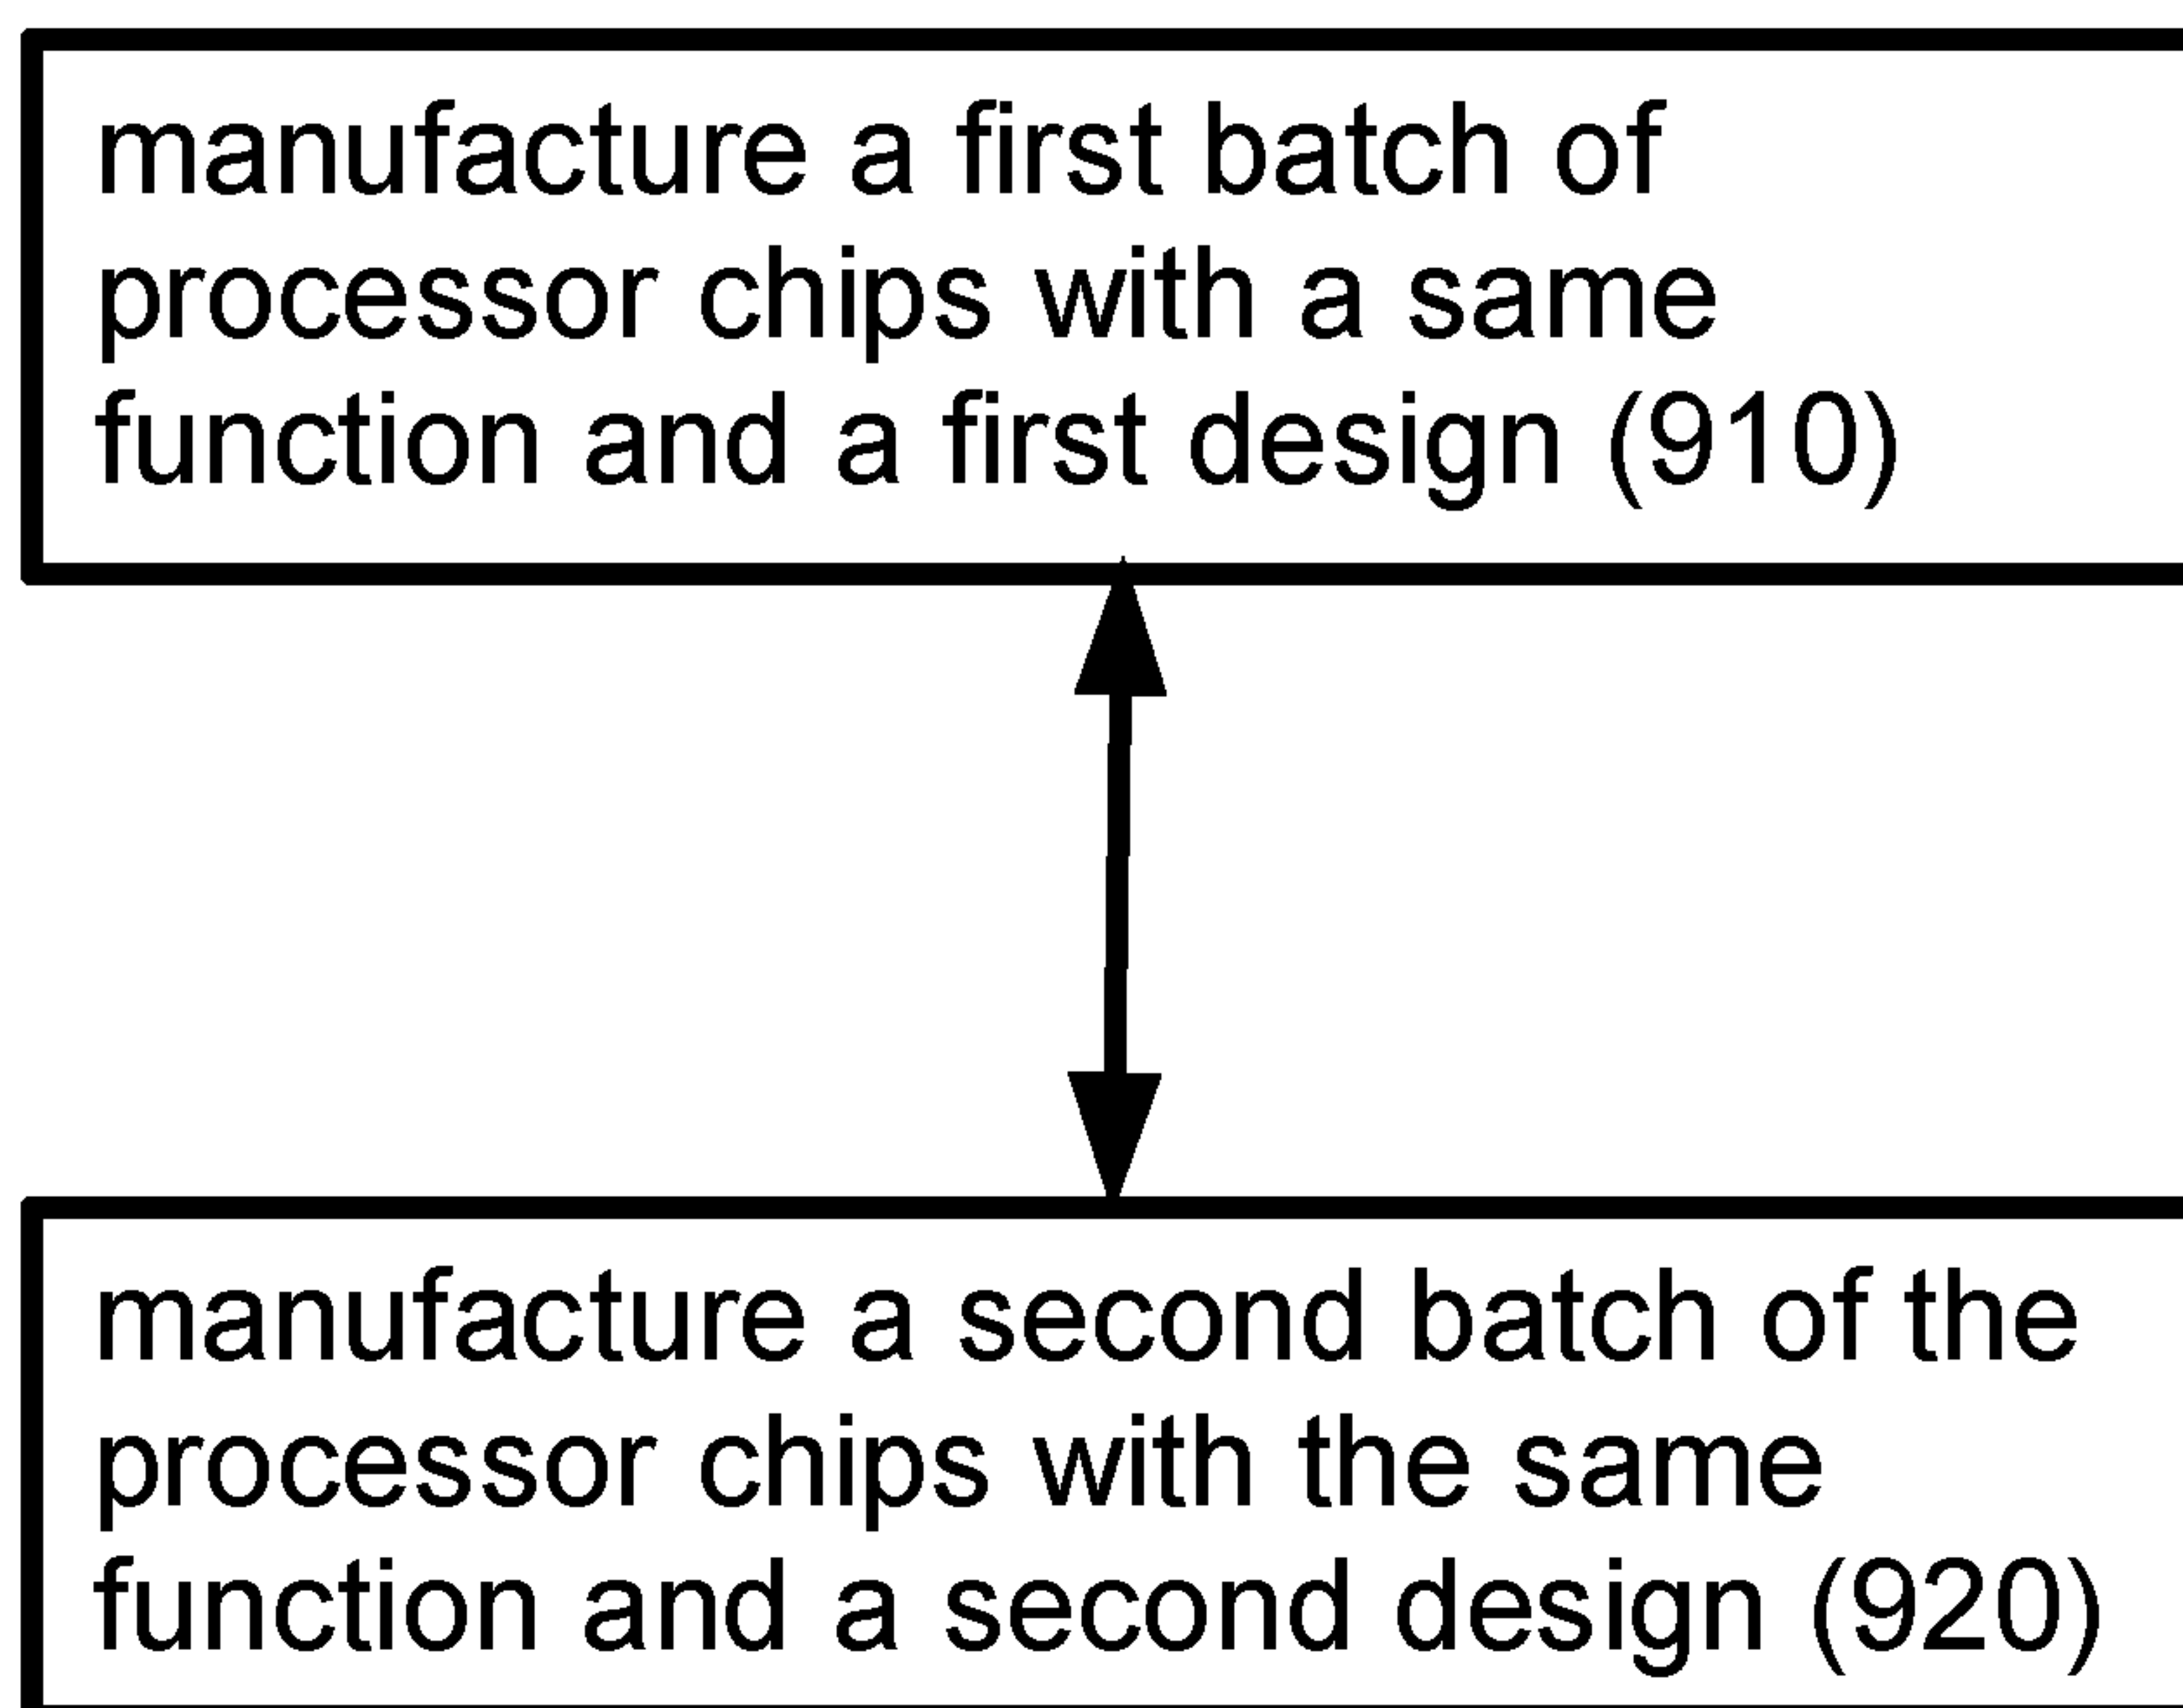 manufacture a first batch of
processor chips with a same
function and a first design (910)
manufacture a second batch of the
processor chips with the same
function and a second design (920)